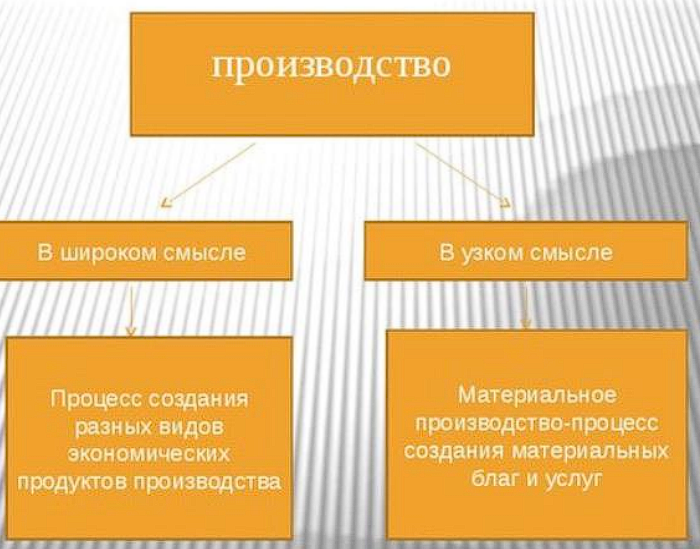 производство
В широком смысле
В узком смысле
Процесс создания
разных видов
экономических
продуктов производства
Материальное
производство-процесс
создания материальных
благ и услуг